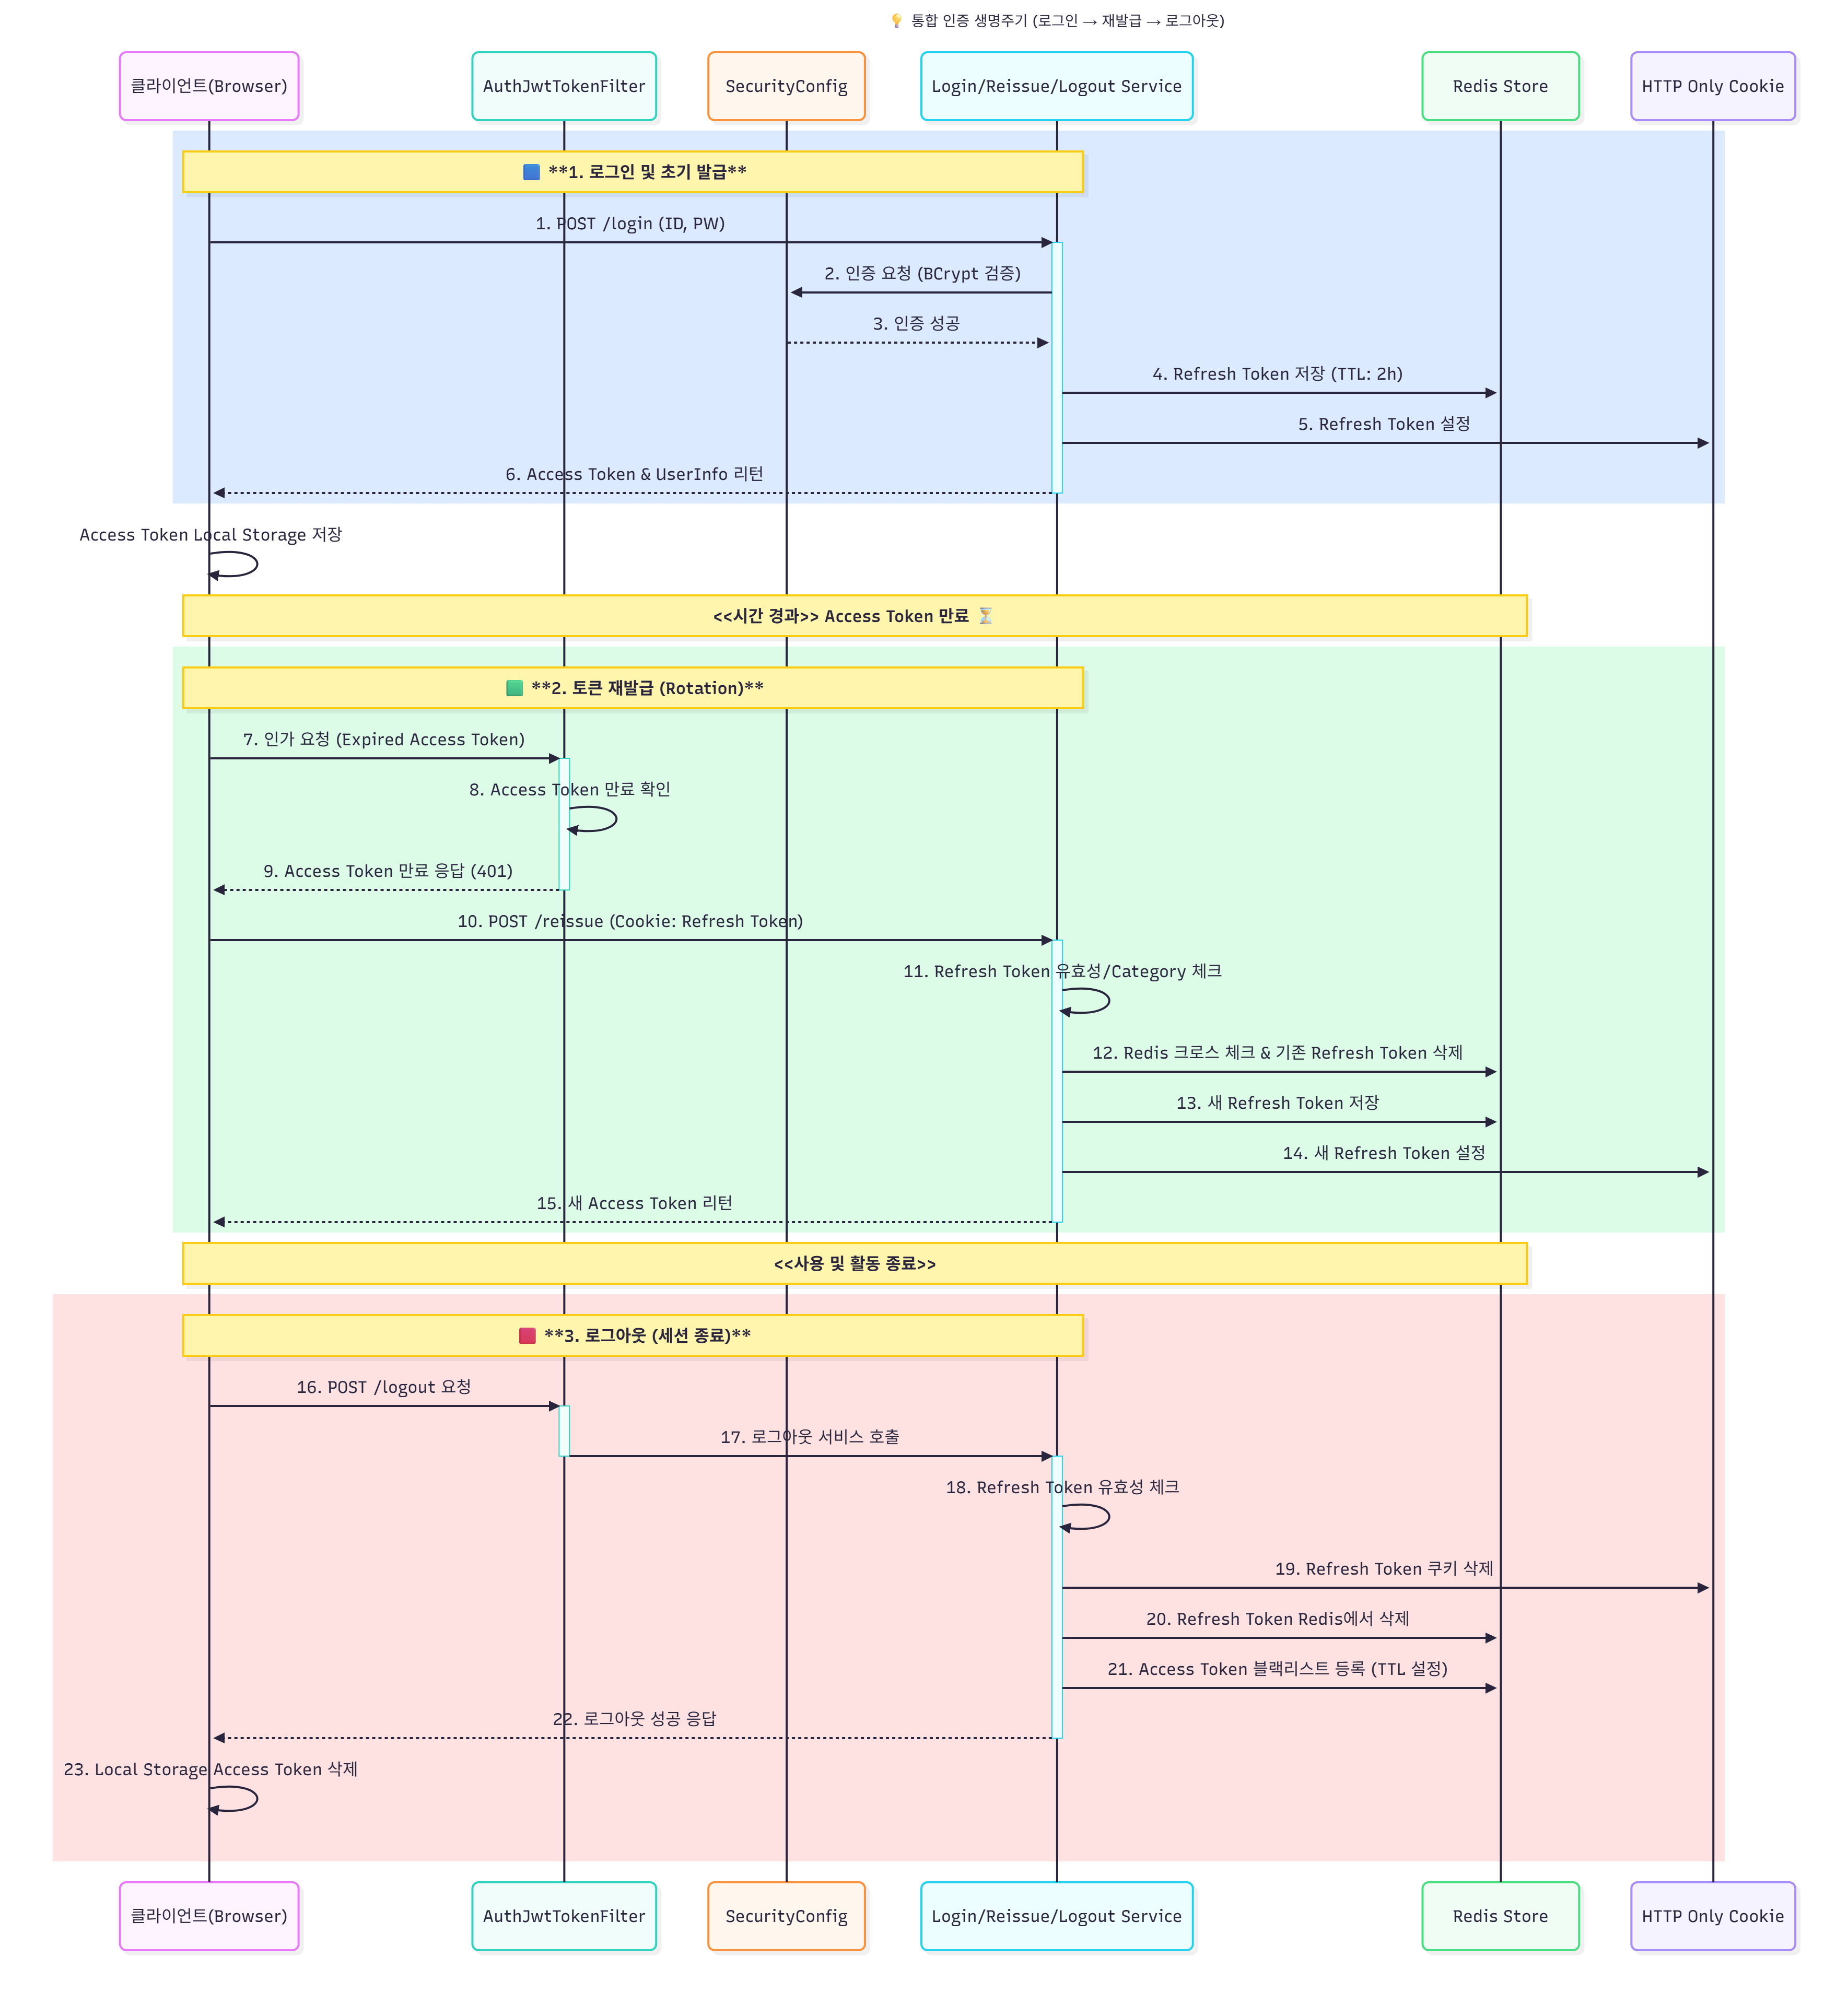 💡 통합 인증 생명주기 (로그인 → 재발급 → 로그아웃)
클라이언트(Browser)
AuthJwtTokenFilter
SecurityConfig
Login/Reissue/Logout Service
Redis Store
HTTP Only Cookie
🟦 **1. 로그인 및 초기 발급**
1. POST /login (ID, PW)
2. 인증 요청 (BCrypt 검증)
3. 인증 성공
4. Refresh Token 저장 (TTL: 2h)
5. Refresh Token 설정
6. Access Token & UserInfo 리턴
Access Token Local Storage 저장
<<시간 경과>> Access Token 만료 ⏳
🟩 **2. 토큰 재발급 (Rotation)**
7. 인가 요청 (Expired Access Token)
8. Access Token 만료 확인
9. Access Token 만료 응답 (401)
10. POST /reissue (Cookie: Refresh Token)
11. Refresh Token 유효성/Category 체크
12. Redis 크로스 체크 & 기존 Refresh Token 삭제
13. 새 Refresh Token 저장
14. 새 Refresh Token 설정
15. 새 Access Token 리턴
<<사용 및 활동 종료>>
🟥 **3. 로그아웃 (세션 종료)**
16. POST /logout 요청
17. 로그아웃 서비스 호출
18. Refresh Token 유효성 체크
19. Refresh Token 쿠키 삭제
20. Refresh Token Redis에서 삭제
21. Access Token 블랙리스트 등록 (TTL 설정)
22. 로그아웃 성공 응답
23. Local Storage Access Token 삭제
클라이언트(Browser)
AuthJwtTokenFilter
SecurityConfig
Login/Reissue/Logout Service
Redis Store
HTTP Only Cookie